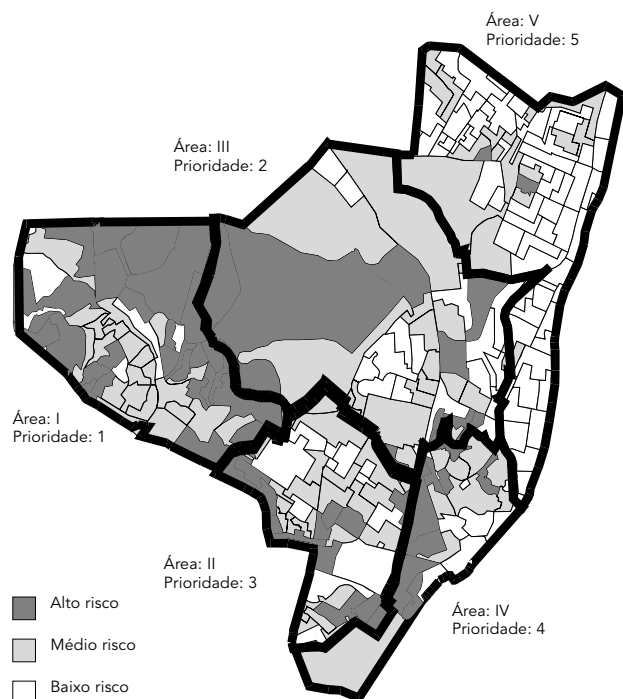 Área: V
Prioridade: 5
Área: III
Prioridade: 2
Área: I
Prioridade: 1
Área: II
Prioridade: 3
Área: IV
Prioridade: 4
Alto risco
Médio risco
Baixo risco